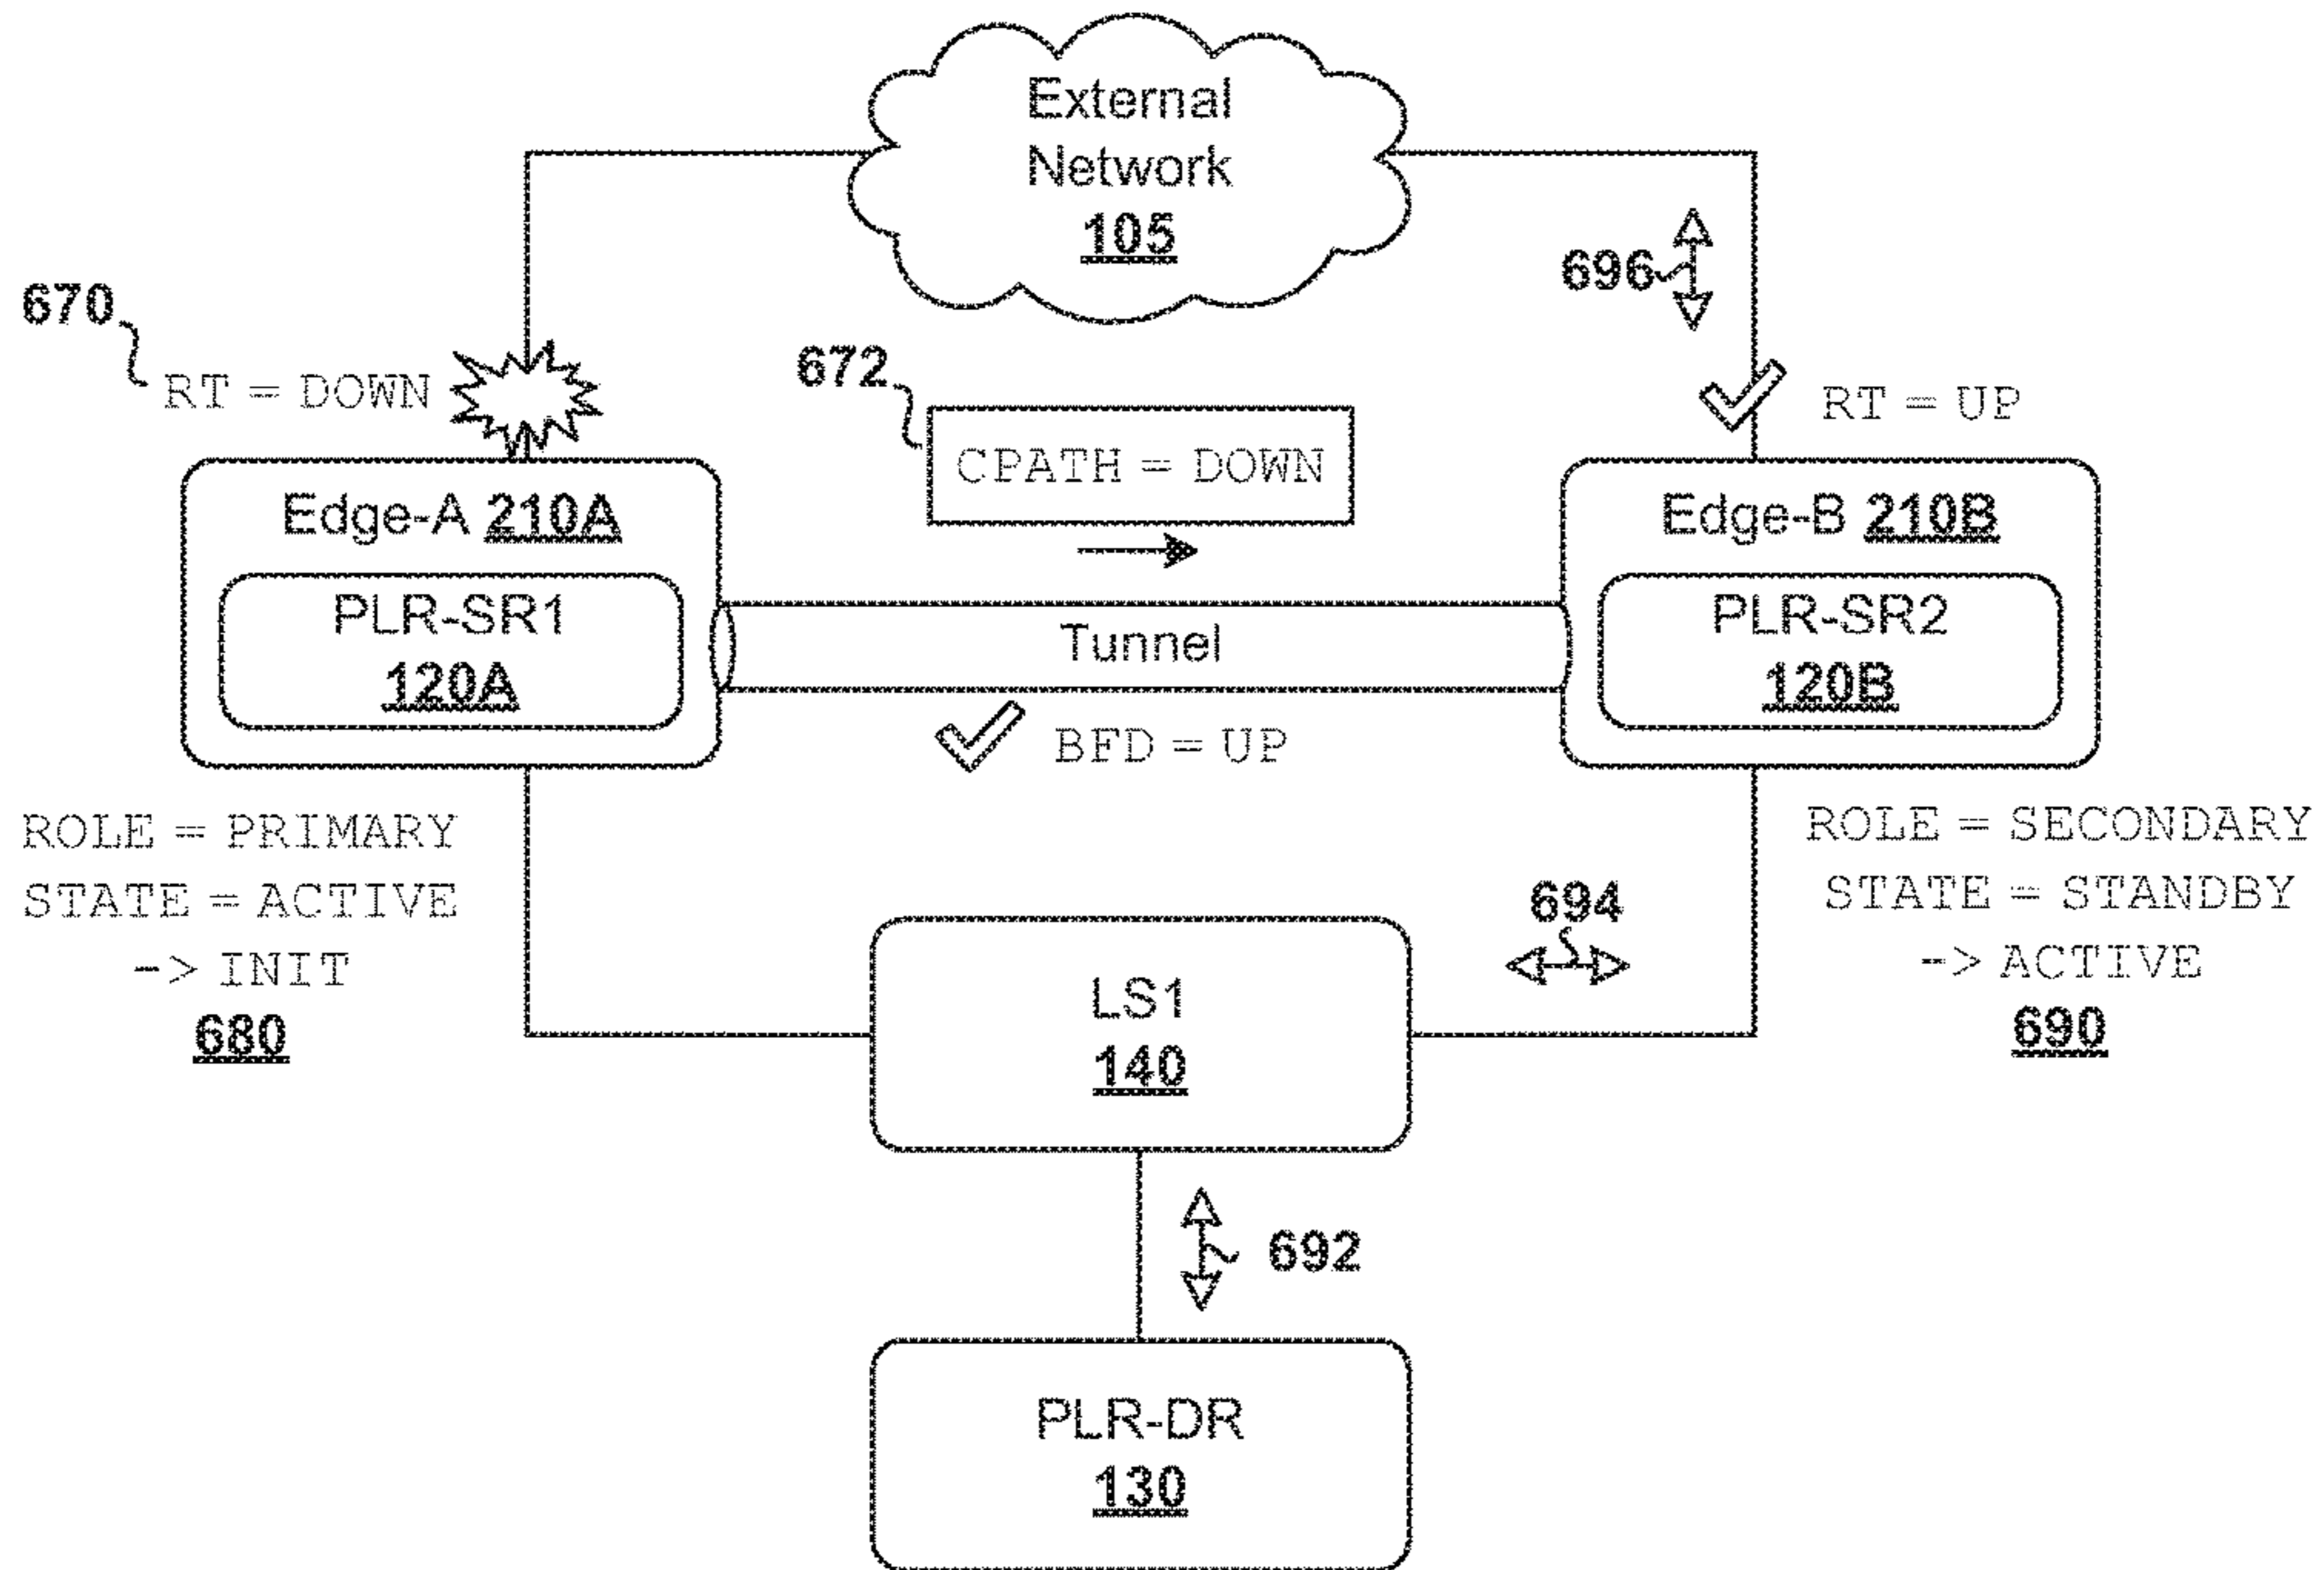 External
Network
105
696
670
RT = DOWN
672
CPATH = DOWN
RT = UP
Edge-A 210A
PLR-SR1
120A
Tunnel
BFD = UP
Edge-B 210B
PLR-SR2
120B
ROLE = PRIMARY
STATE = ACTIVE
-> INIT
680
ROLE = SECONDARY
STATE = STANDBY
-> ACTIVE
690
694
LS1
140
692
PLR-DR
130